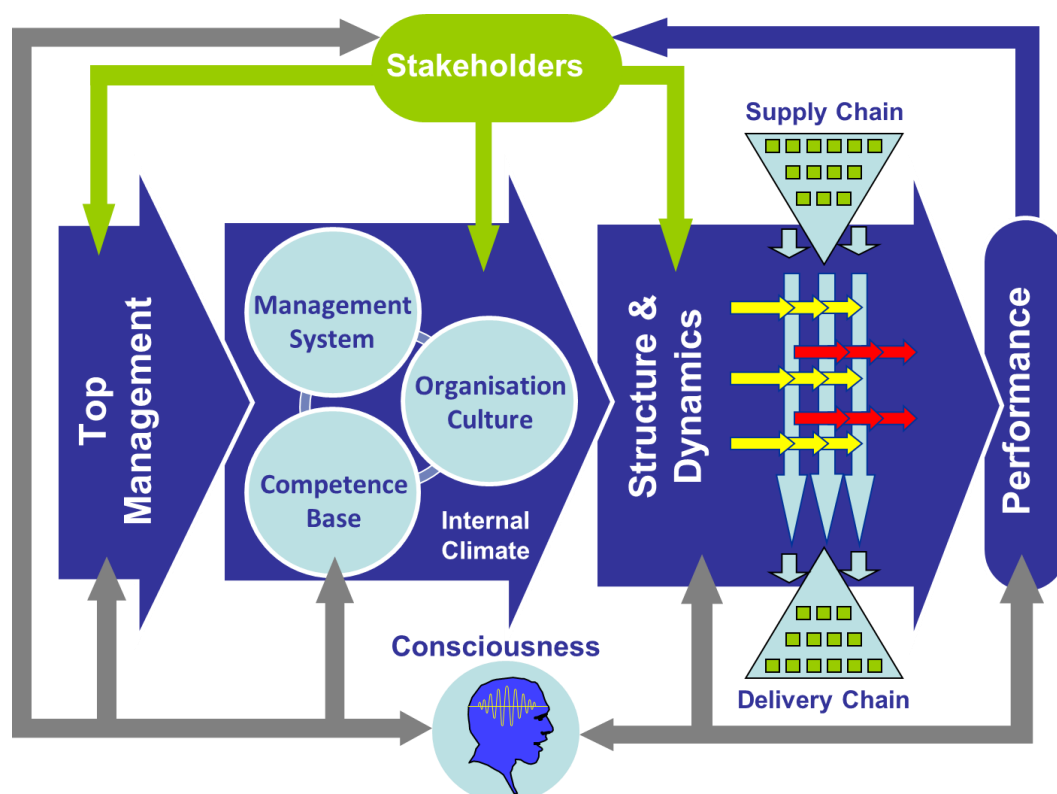 Stakeholders
Supply Chain
Top
Management
Management
System
Organisation
Culture
Competence
Base
Internal
Climate
Structure &
Dynamics
Performance
Consciousness
Delivery Chain